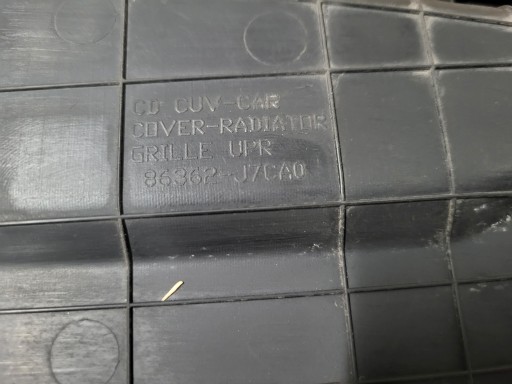 CD CUV-CAR
COVER-RADIATOR
GRILLE UPR
86362-J7CA0